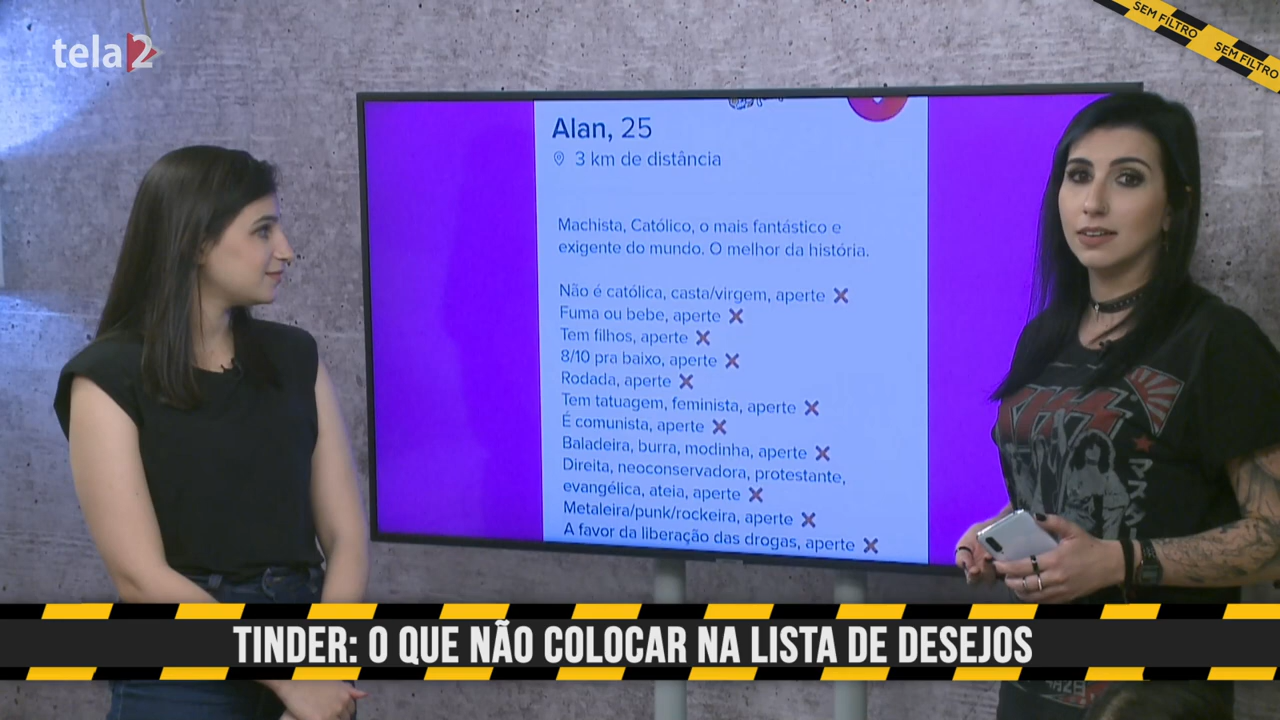 tela2
SEM FILTRO
SEM FILTRO
Alan, 25
3 km de distância
Machista, Católico, o mais fantástico e
exigente do mundo. O melhor da história.
Não é católica, casta/virgem, aperte ❌
Fuma ou bebe, aperte ❌
Tem filhos, aperte ❌
8/10 pra baixo, aperte ❌
Rodada, aperte ❌
Tem tatuagem, feminista, aperte ❌
É comunista, aperte ❌
Baladeira, burra, modinha, aperte ❌
Direita, neoconservadora, protestante,
evangélica, ateia, aperte ❌
Metaleira/punk/rockeira, aperte ❌
A favor da liberação das drogas, aperte ❌
TINDER: O QUE NÃO COLOCAR NA LISTA DE DESEJOS